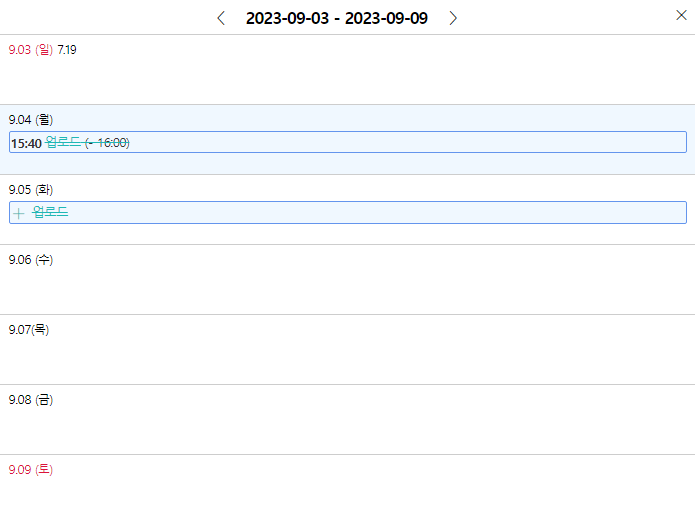 2023-09-03 - 2023-09-09
9.03 (일) 7.19
9.04 (월)
15:40 업로드 (- 16:00)
9.05 (화)
+ 업로드
9.06 (수)
9.07(목)
9.08 (금)
9.09 (토)